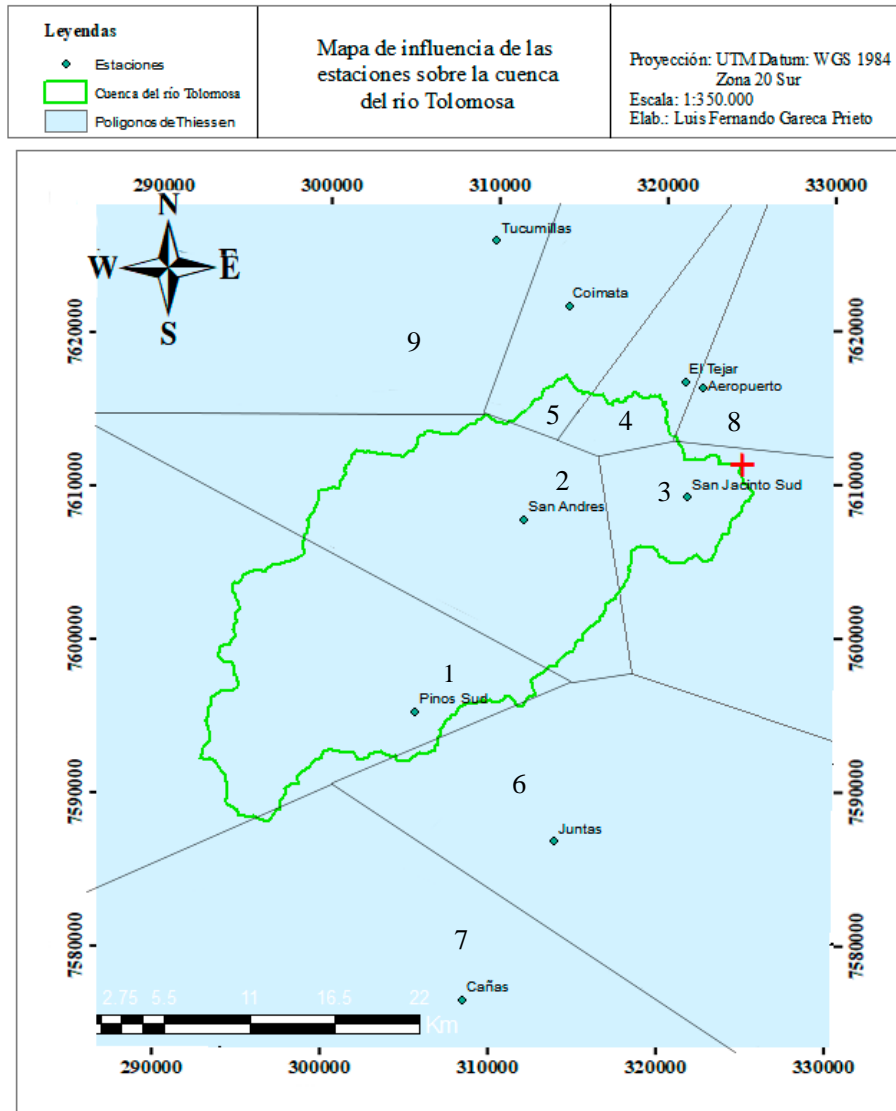 Leyendas
Estaciones
Cuenca del río Tolomosa
Poligonos de Thiessen
Mapa de influencia de las
estaciones sobre la cuenca
del río Tolomosa
Proyección: UTM Datum: WGS 1984
Zona 20 Sur
Escala: 1:350.000
Elab.: Luis Fernando Gareca Prieto
290000 300000 310000 320000 330000
N
W E
S
Tucumillas
Coimata
7620000 7620000
9
El Tejar
Aeropuerto
5 4 8
7610000 7610000
2
3 San Jacinto Sud
San Andres
7600000 7600000
1
Pinos Sud
7590000 7590000
6
Juntas
7580000 7580000
7
Cañas
2.75 5.5 11 16.5 22
Km
290000 300000 310000 320000 330000